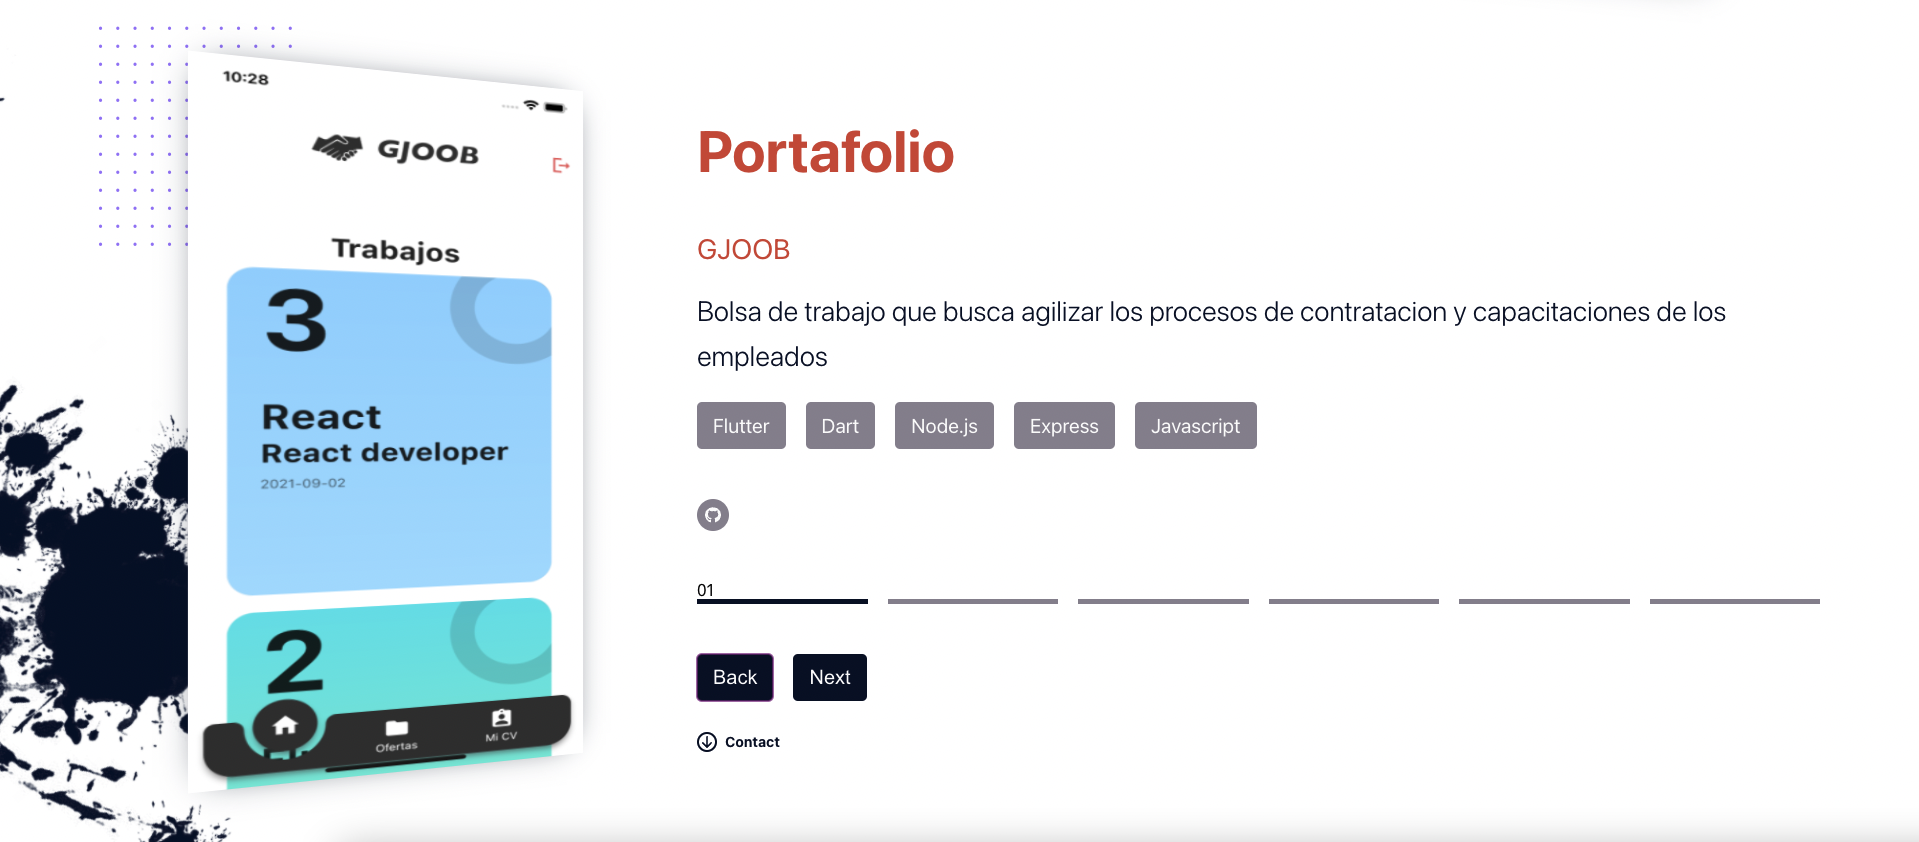 10:28
GJOOB
Trabajos
3
React
React developer
2021-09-02
2
Ofertas
Mi CV
Portafolio
GJOOB
Bolsa de trabajo que busca agilizar los procesos de contratacion y capacitaciones de los
empleados
Flutter Dart Node.js Express Javascript
01
Back Next
Contact